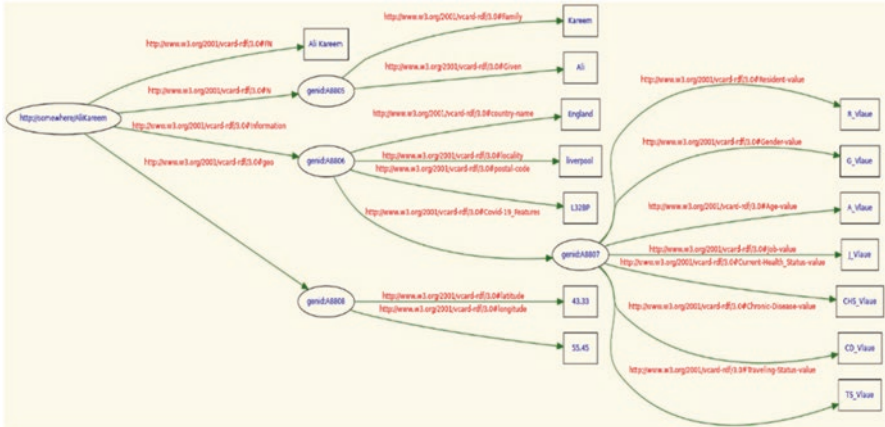 http://www.w3.org/2001/vcard-rdf/3.0#Family
Kareem
http://www.w3.org/2001/vcard-rdf/3.0#FN
Ali Kareem
http://www.w3.org/2001/vcard-rdf/3.0#Given
Ali
http://www.w3.org/2001/vcard-rdf/3.0#N
genid:A8805
http://www.w3.org/2001/vcard-rdf/3.0#Resident-value
R_Vlaue
http://www.w3.org/2001/vcard-rdf/3.0#country-name
England
http://somewhere/AliKareem
http://www.w3.org/2001/vcard-rdf/3.0#Information
http://www.w3.org/2001/vcard-rdf/3.0#Gender-value
G_Vlaue
genid:A8806
http://www.w3.org/2001/vcard-rdf/3.0#locality
liverpool
http://www.w3.org/2001/vcard-rdf/3.0#geo
http://www.w3.org/2001/vcard-rdf/3.0#postal-code
L32BP
http://www.w3.org/2001/vcard-rdf/3.0#Age-value
A_Vlaue
http://www.w3.org/2001/vcard-rdf/3.0#Covid-19_Features
genid:A8807
http://www.w3.org/2001/vcard-rdf/3.0#Job-value
J_Vlaue
http://www.w3.org/2001/vcard-rdf/3.0#Current-Health_Status-value
CHS_Vlaue
genid:A8808
http://www.w3.org/2001/vcard-rdf/3.0#latitude
43.33
http://www.w3.org/2001/vcard-rdf/3.0#longitude
55.45
http://www.w3.org/2001/vcard-rdf/3.0#Chronic-Disease-value
CD_Vlaue
http://www.w3.org/2001/vcard-rdf/3.0#Traveling-Status-value
TS_Vlaue